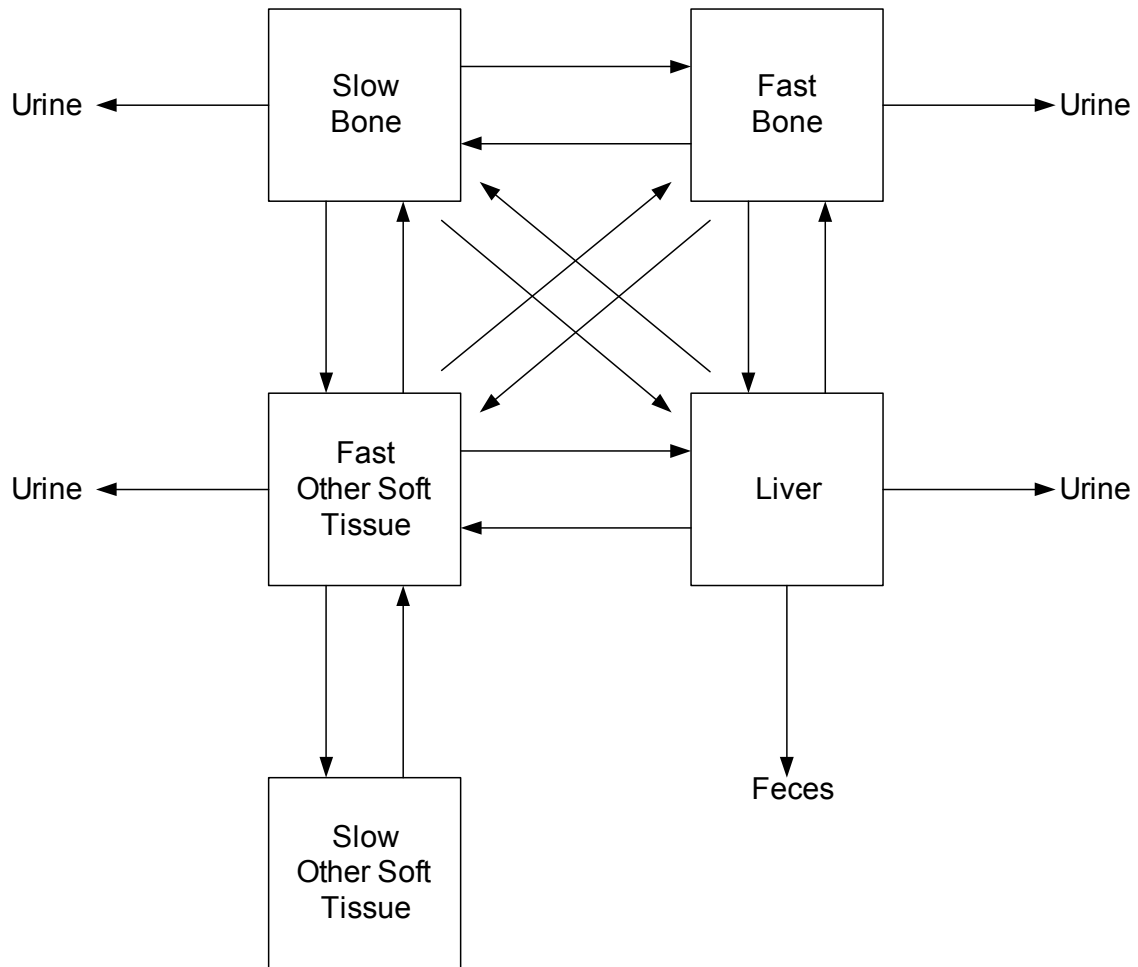 Urine
Slow
Bone
Fast
Bone
Urine
Urine
Fast
Other Soft
Tissue
Liver
Urine
Slow
Other Soft
Tissue
Feces